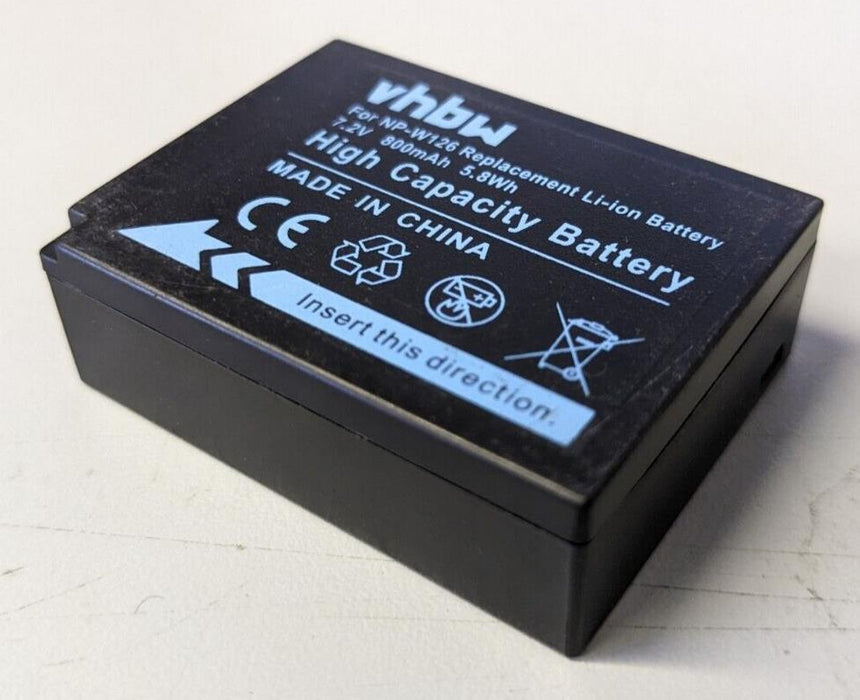 vhbw
For NP-W126 Replacement Li-ion Battery
7.2V 800mAh 5.8Wh
High Capacity Battery
MADE IN CHINA
CE
Insert this direction.